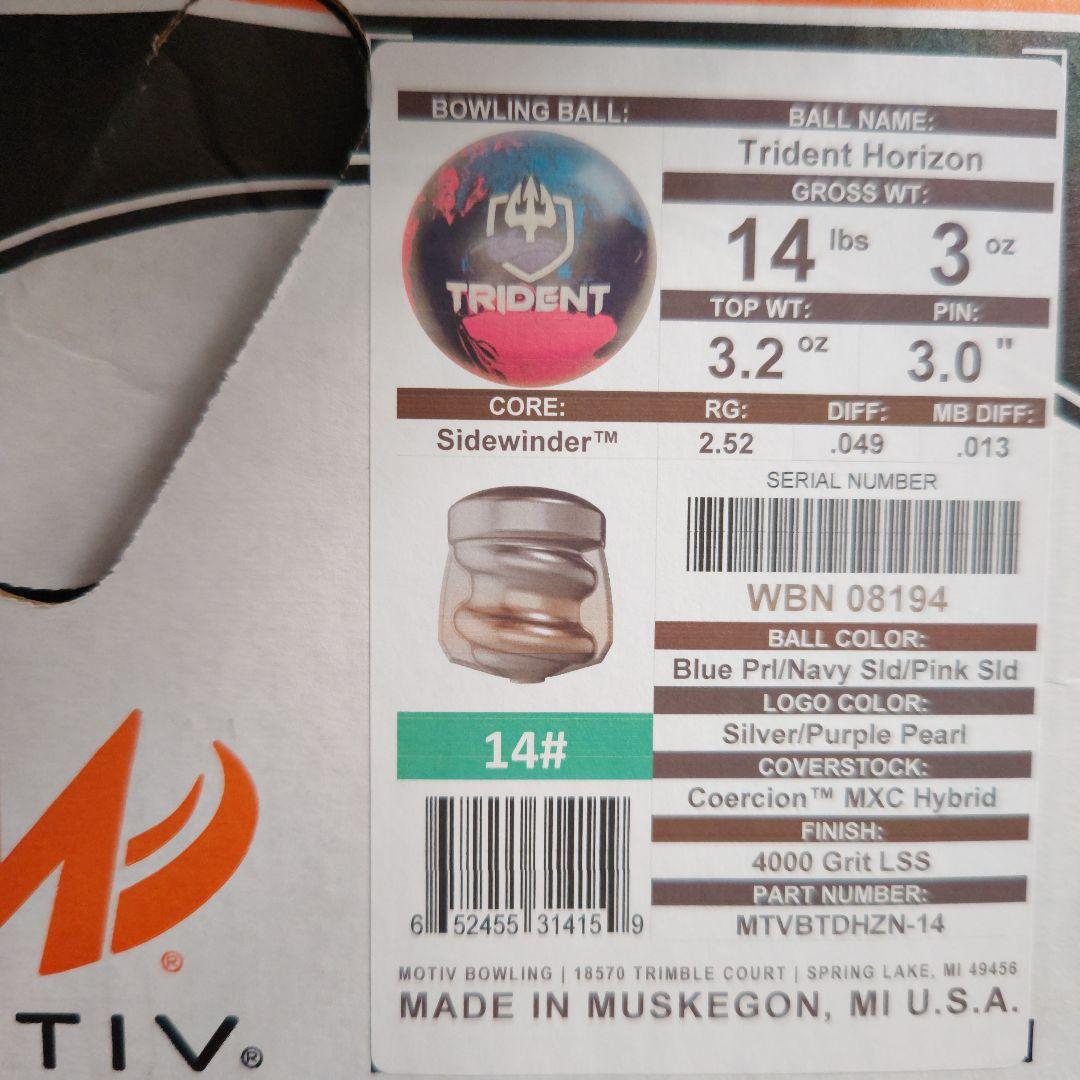 BOWLING BALL:
BALL NAME:
Trident Horizon
GROSS WT:
14 lbs 3 oz
TRIDENT
TOP WT: PIN:
3.2 oz 3.0 "
CORE: RG: DIFF: MB DIFF:
Sidewinder™ 2.52 .049 .013
SERIAL NUMBER
WBN 08194
BALL COLOR:
Blue Prl/Navy Sld/Pink Sld
LOGO COLOR:
Silver/Purple Pearl
14#
COVERSTOCK:
Coercion™ MXC Hybrid
FINISH:
4000 Grit LSS
PART NUMBER:
MTVBTDHZN-14
6 52455 31415 9
MOTIV BOWLING | 18570 TRIMBLE COURT | SPRING LAKE, MI 49456
MADE IN MUSKEGON, MI U.S.A.
®
TIV®